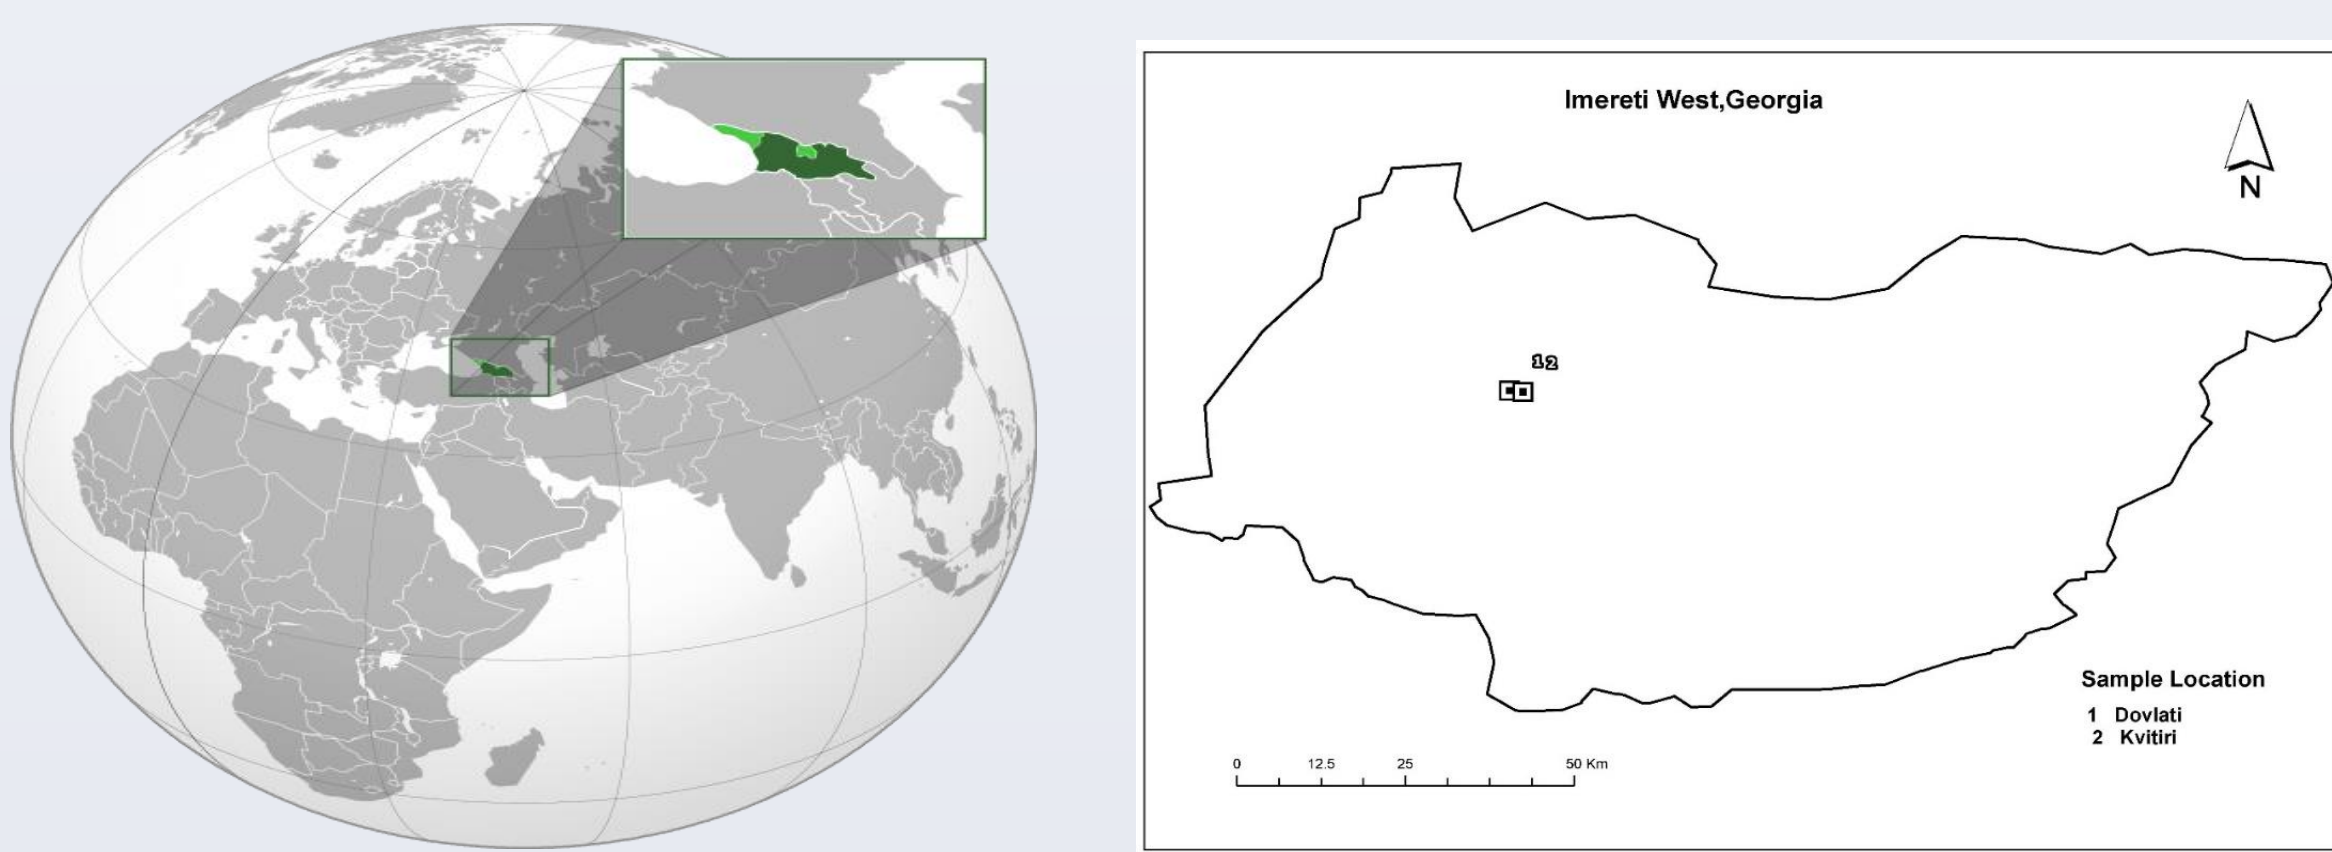 Imereti West,Georgia
N
12
Sample Location
1 Dovlati
2 Kvitiri
0 12.5 25 50 Km